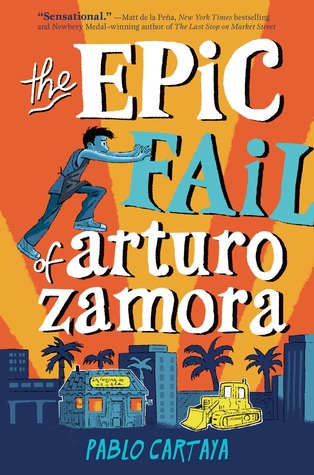 "Sensational." —Matt de la Peña, New York Times bestselling
and Newbery Medal–winning author of The Last Stop on Market Street
the
EPiC
FAiL
of arturo
zamora
PABLO CARTAYA